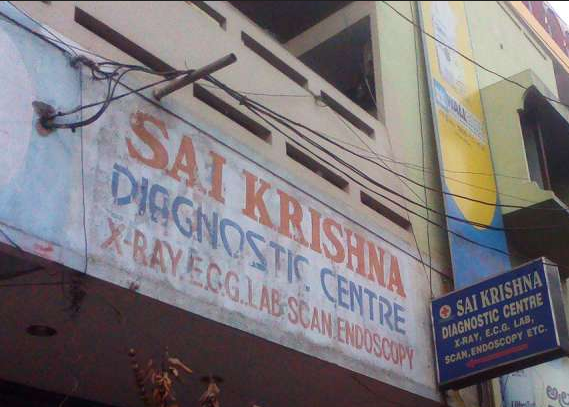 SAI KRISHNA
DIAGNOSTIC CENTRE
X-RAY, E.C.G. LAB, SCAN, ENDOSCOPY
SAI KRISHNA
DIAGNOSTIC CENTRE
X-RAY, E.C.G. LAB,
SCAN, ENDOSCOPY ETC.